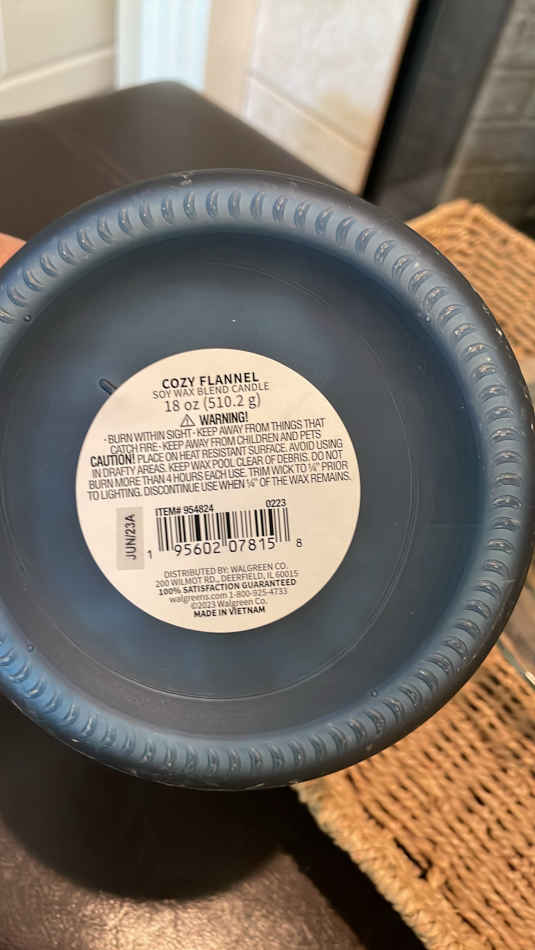 COZY FLANNEL
SOY WAX BLEND CANDLE
18 oz (510.2 g)
⚠ WARNING!
· BURN WITHIN SIGHT · KEEP AWAY FROM THINGS THAT
CATCH FIRE · KEEP AWAY FROM CHILDREN AND PETS
CAUTION! PLACE ON HEAT RESISTANT SURFACE. AVOID USING
IN DRAFTY AREAS. KEEP WAX POOL CLEAR OF DEBRIS. DO NOT
BURN MORE THAN 4 HOURS EACH USE. TRIM WICK TO ¼" PRIOR
TO LIGHTING. DISCONTINUE USE WHEN ¼" OF THE WAX REMAINS.
ITEM# 954824 0223
JUN/23A
1 95602 07815 8
DISTRIBUTED BY: WALGREEN CO.
200 WILMOT RD., DEERFIELD, IL 60015
100% SATISFACTION GUARANTEED
walgreens.com 1-800-925-4733
©2023 Walgreen Co.
MADE IN VIETNAM